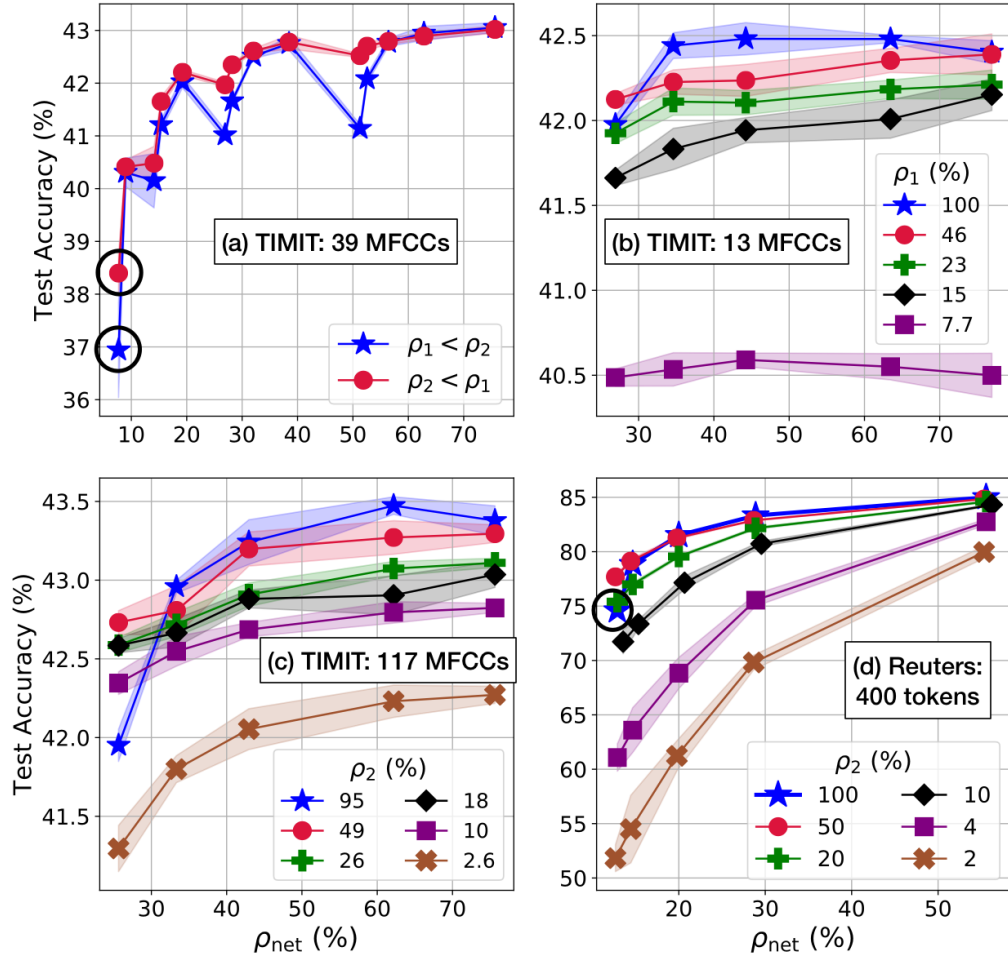 Test Accuracy (%)
43
42
41
40
39
38
37
36
10 20 30 40 50 60 70
(a) TIMIT: 39 MFCCs
ρ₁ < ρ₂
ρ₂ < ρ₁
42.5
42.0
41.5
41.0
40.5
30 40 50 60 70
(b) TIMIT: 13 MFCCs
ρ₁ (%)
100
46
23
15
7.7
Test Accuracy (%)
43.5
43.0
42.5
42.0
41.5
30 40 50 60 70
ρnet (%)
(c) TIMIT: 117 MFCCs
ρ₂ (%)
95 18
49 10
26 2.6
85
80
75
70
65
60
55
50
20 30 40 50
ρnet (%)
(d) Reuters:
400 tokens
ρ₂ (%)
100 10
50 4
20 2